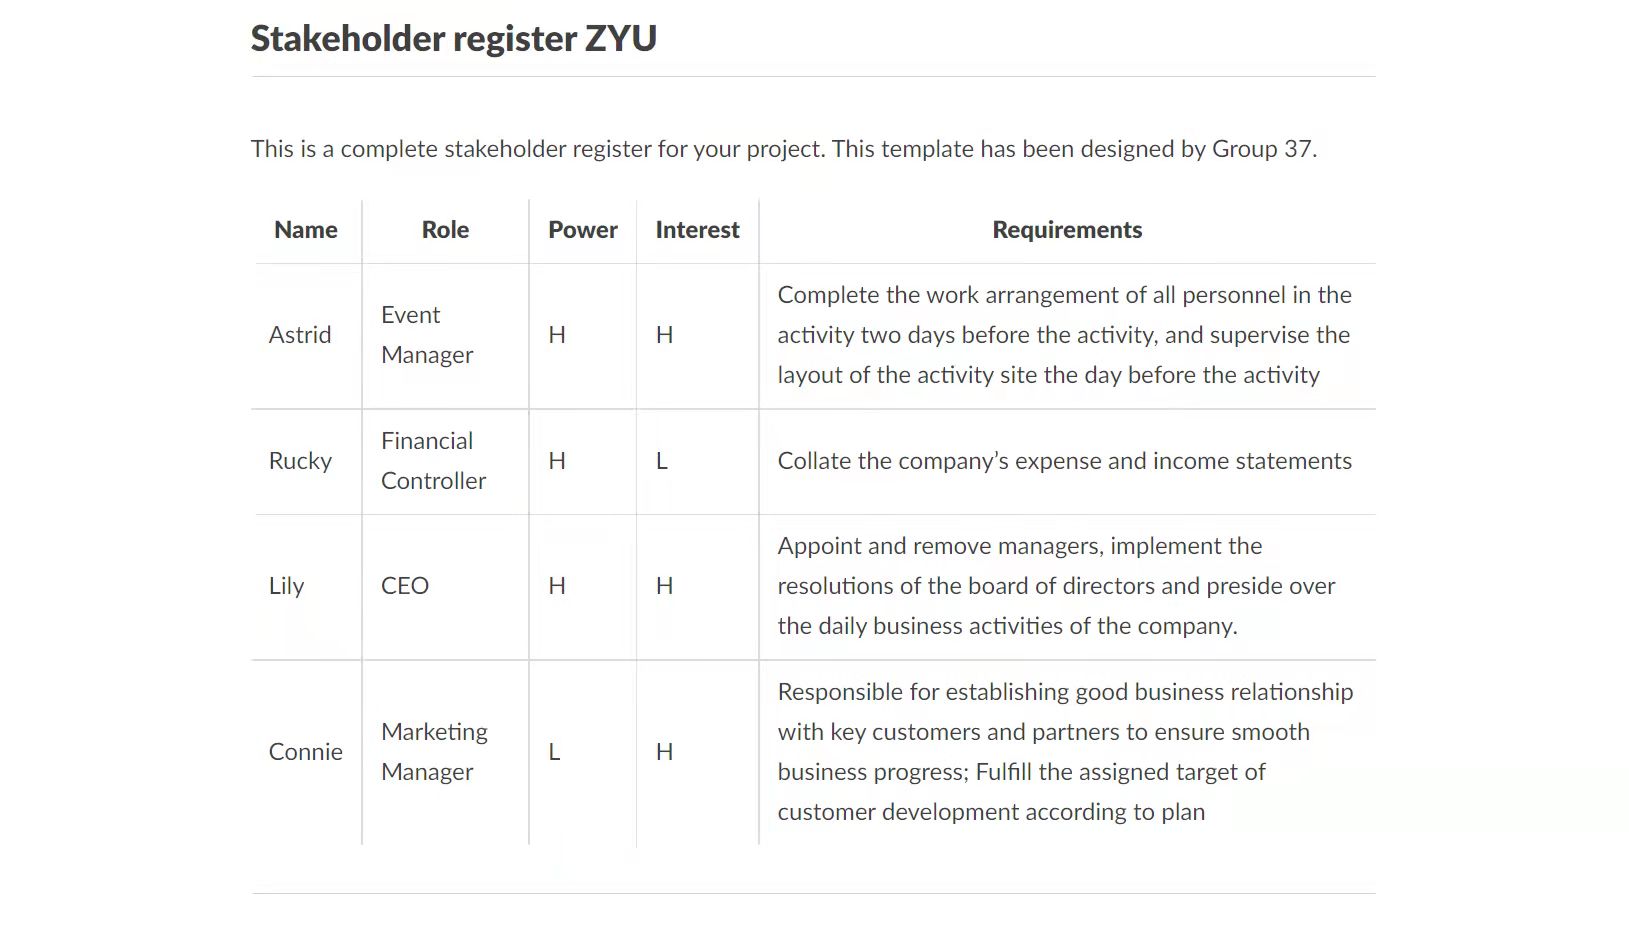 Stakeholder register ZYU
This is a complete stakeholder register for your project. This template has been designed by Group 37.
Name Role Power Interest Requirements
Astrid
Event
Manager
H
H
Complete the work arrangement of all personnel in the
activity two days before the activity, and supervise the
layout of the activity site the day before the activity
Rucky
Financial
Controller
H
L
Collate the company’s expense and income statements
Lily
CEO
H
H
Appoint and remove managers, implement the
resolutions of the board of directors and preside over
the daily business activities of the company.
Connie
Marketing
Manager
L
H
Responsible for establishing good business relationship
with key customers and partners to ensure smooth
business progress; Fulfill the assigned target of
customer development according to plan